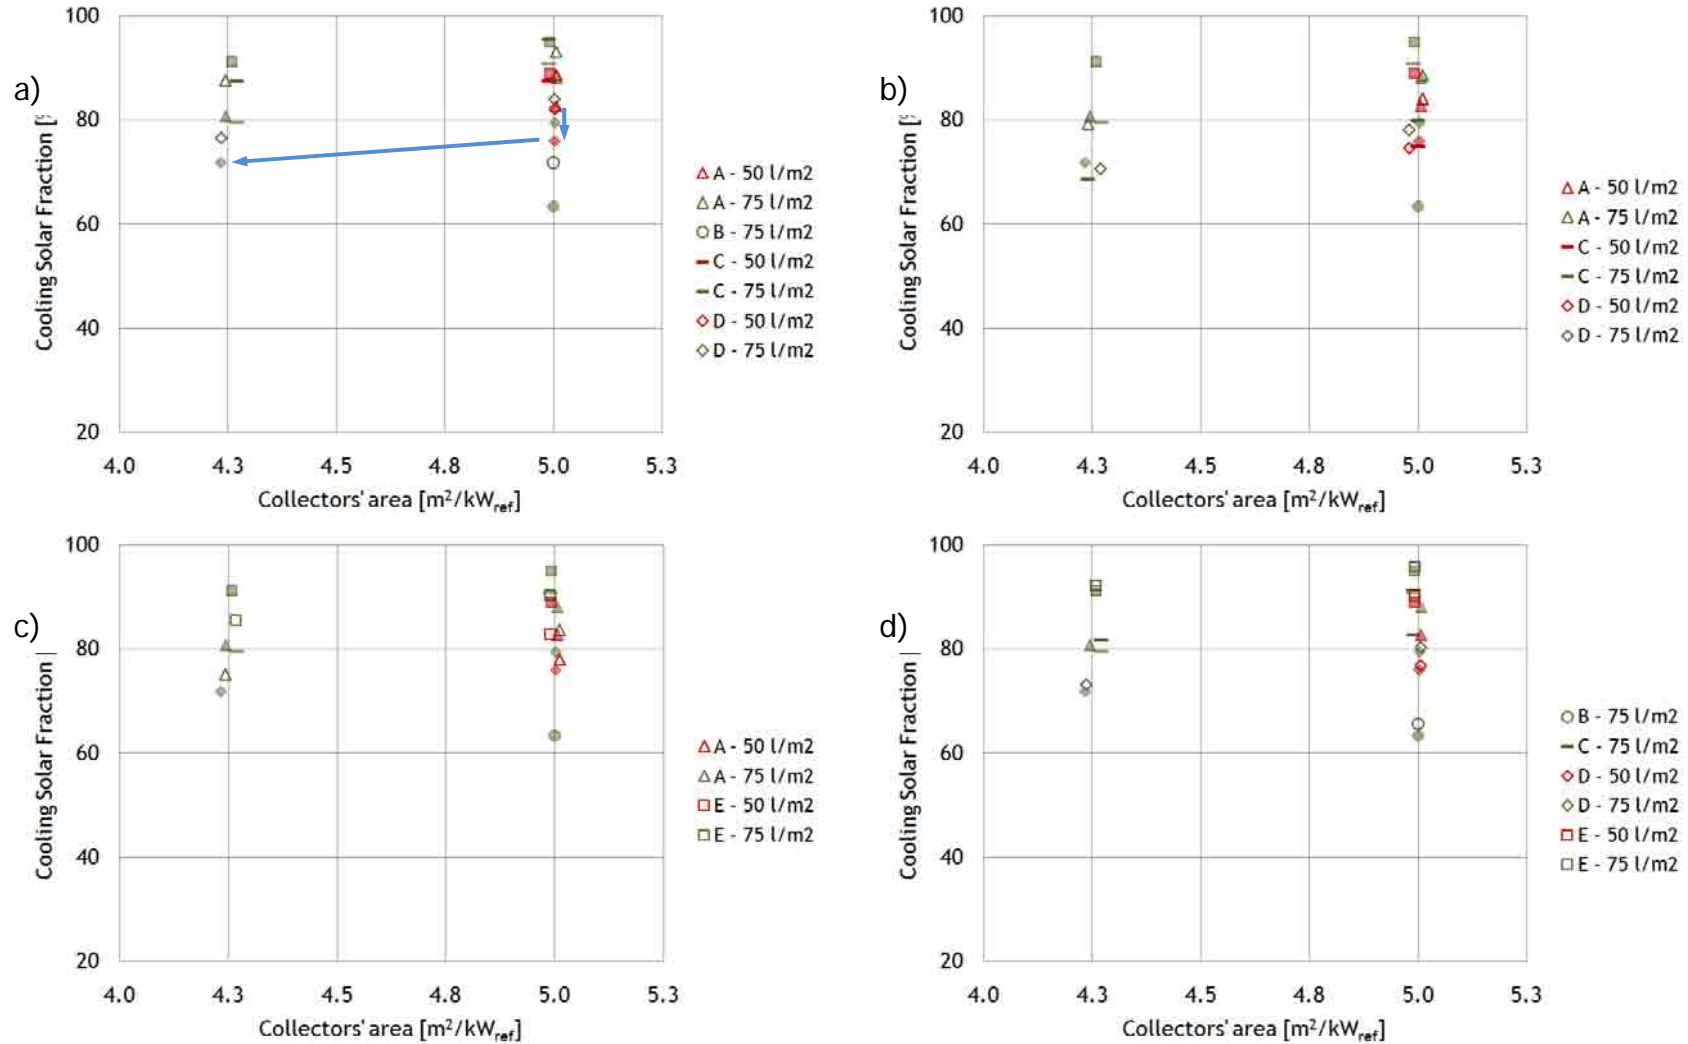 a)
Cooling Solar Fraction [%
100
80
60
40
20
4.0 4.3 4.5 4.8 5.0 5.3
Collectors' area [m²/kWref]
A - 50 l/m2
A - 75 l/m2
B - 75 l/m2
C - 50 l/m2
C - 75 l/m2
D - 50 l/m2
D - 75 l/m2
b)
Cooling Solar Fraction [%
100
80
60
40
20
4.0 4.3 4.5 4.8 5.0 5.3
Collectors' area [m²/kWref]
A - 50 l/m2
A - 75 l/m2
C - 50 l/m2
C - 75 l/m2
D - 50 l/m2
D - 75 l/m2
c)
Cooling Solar Fraction |
100
80
60
40
20
4.0 4.3 4.5 4.8 5.0 5.3
Collectors' area [m²/kWref]
A - 50 l/m2
A - 75 l/m2
E - 50 l/m2
E - 75 l/m2
d)
Cooling Solar Fraction |
100
80
60
40
20
4.0 4.3 4.5 4.8 5.0 5.3
Collectors' area [m²/kWref]
B - 75 l/m2
C - 75 l/m2
D - 50 l/m2
D - 75 l/m2
E - 50 l/m2
E - 75 l/m2